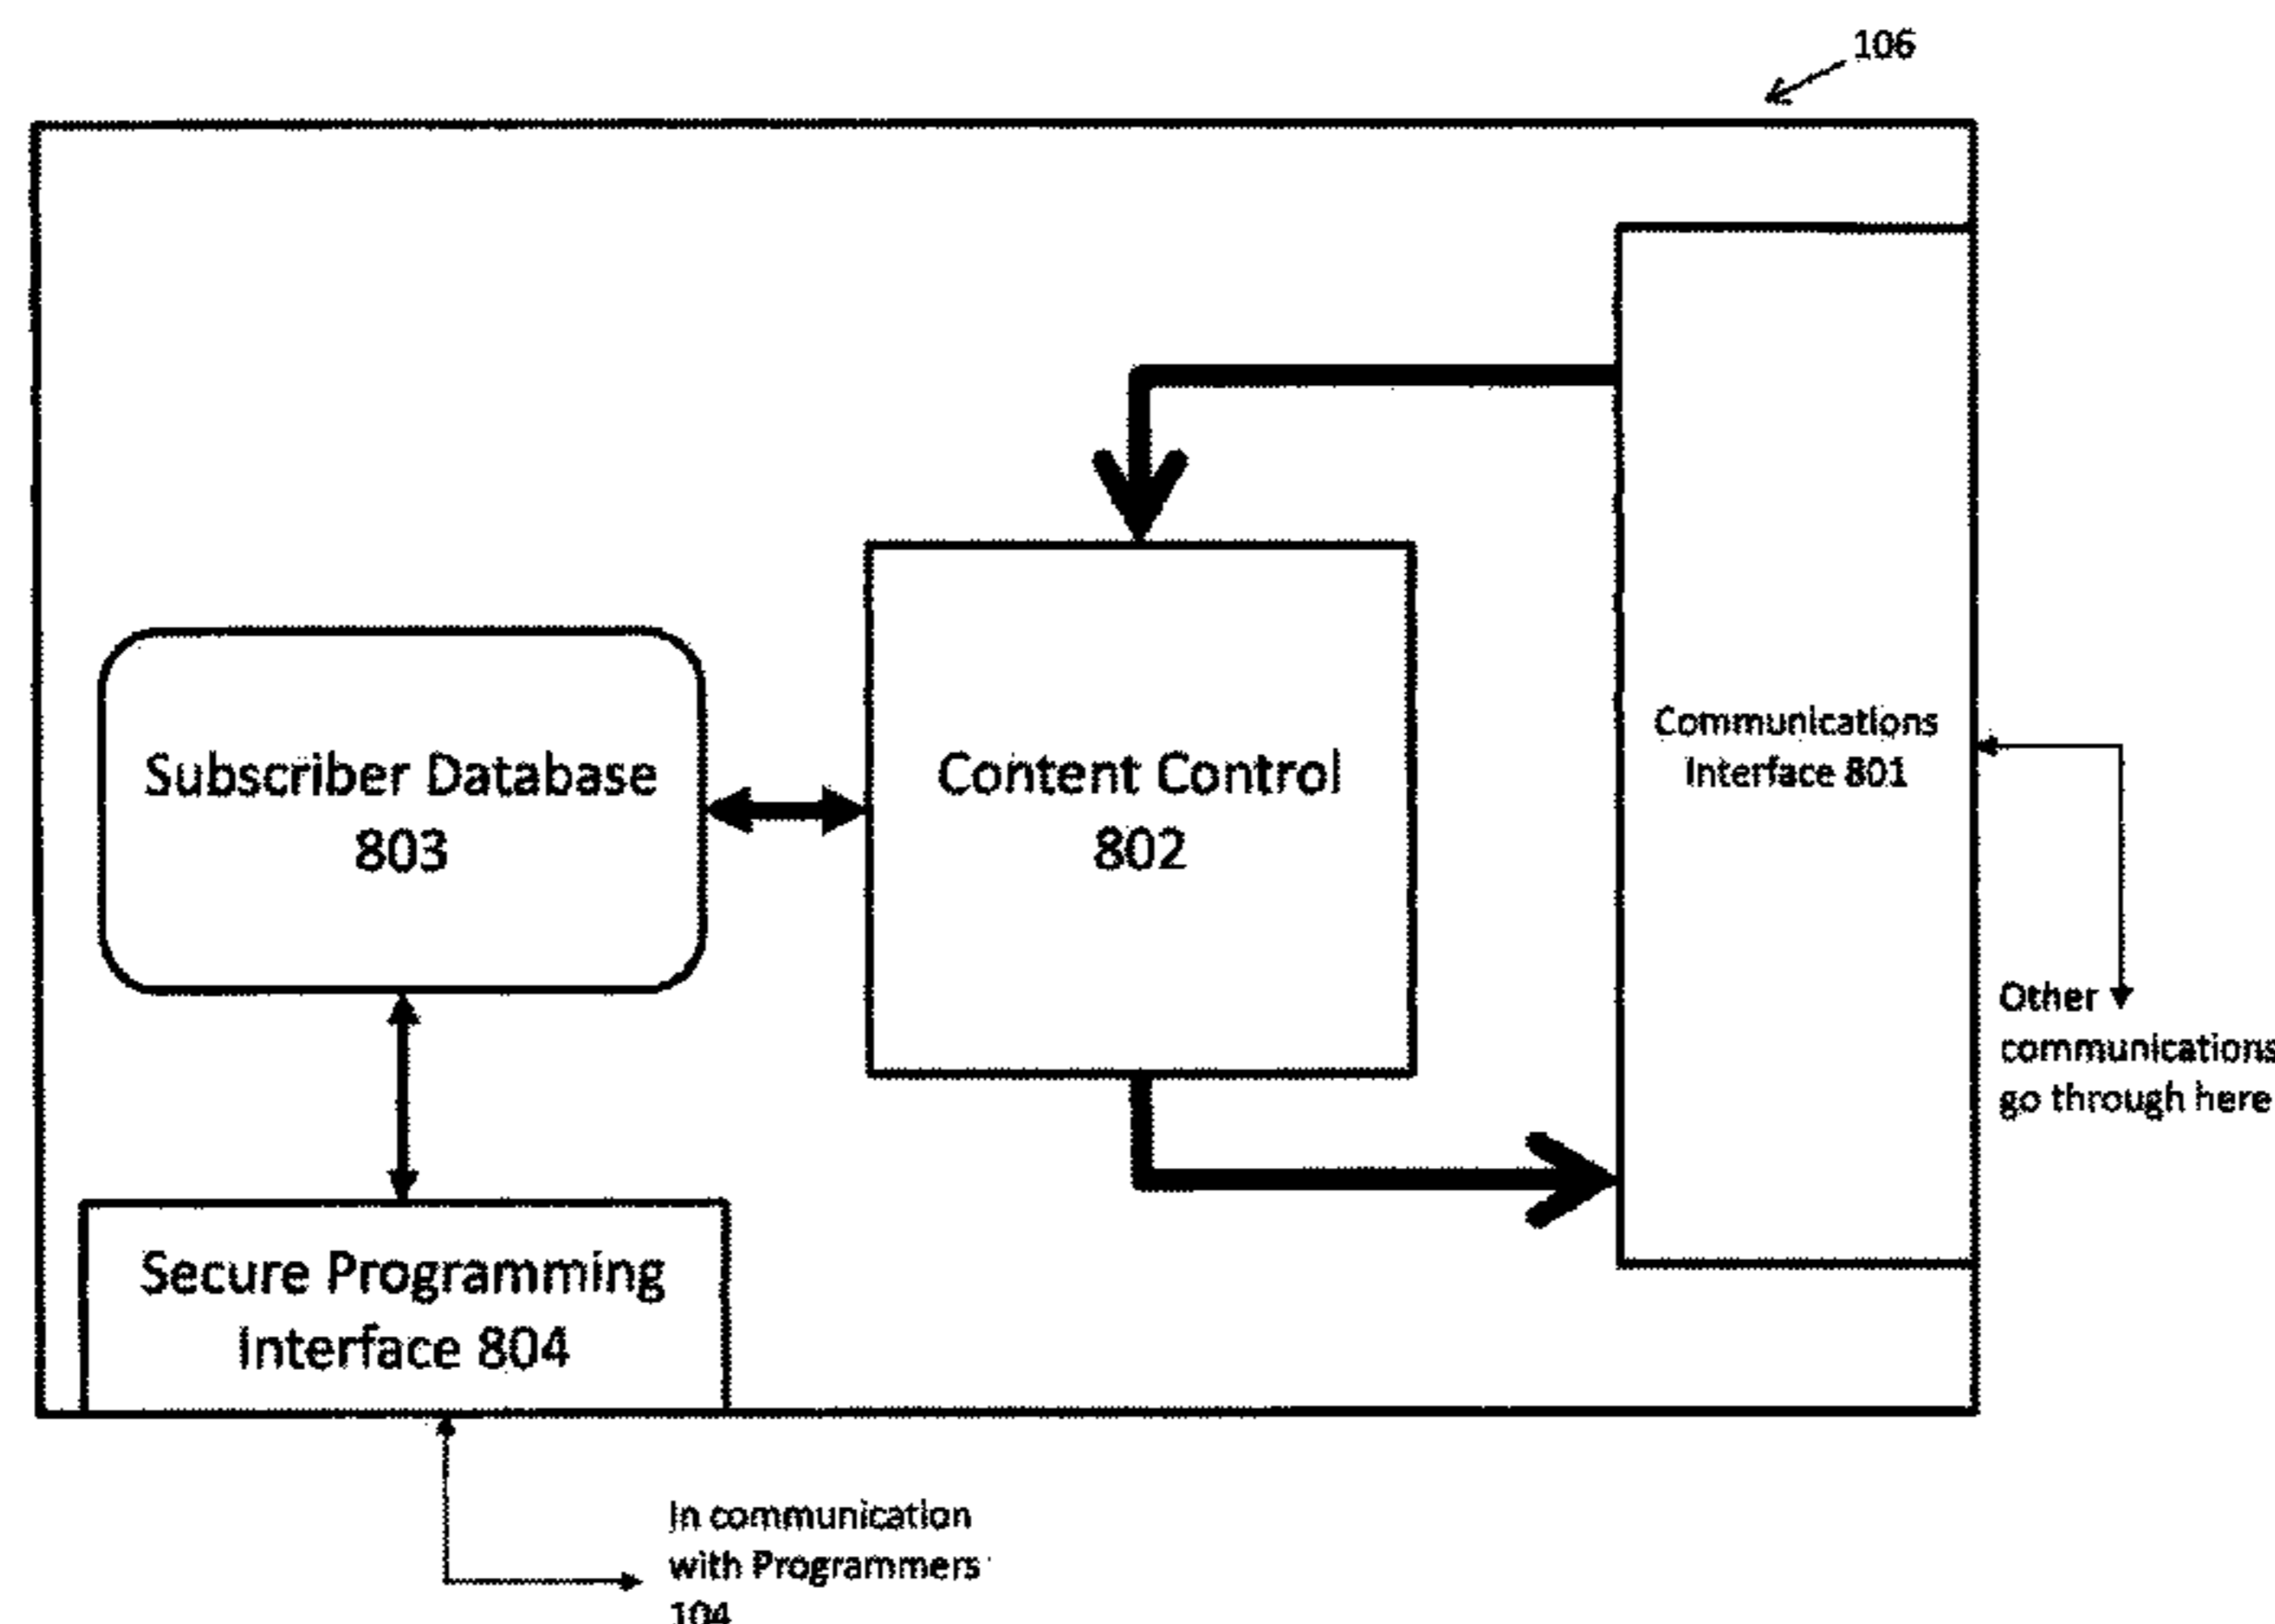 106
Communications
Interface 801
Subscriber Database
803
Content Control
802
Other
communications
go through here
Secure Programming
Interface 804
In communication
with Programmers
104